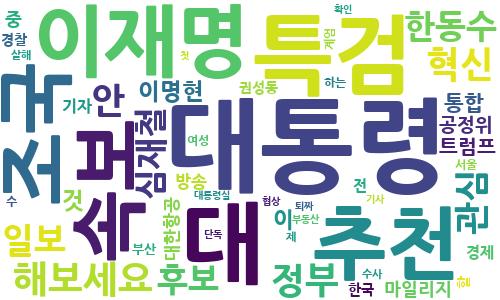 중
확인
경찰
첫
계엄
살해
이재명
특검
한동수
권성동
혁신
조국
기자
안
이명현
심재철
속보
여성
대통령
통합
공정위
트럼프
관심
것
방송
전
서울
수
대통령실
협상
퇴짜
기사
일보
부산
대한항공
대
단독
이
부동산
제
추천
경제
해보세요
후보
정부
수사
한국
마일리지
할
하는